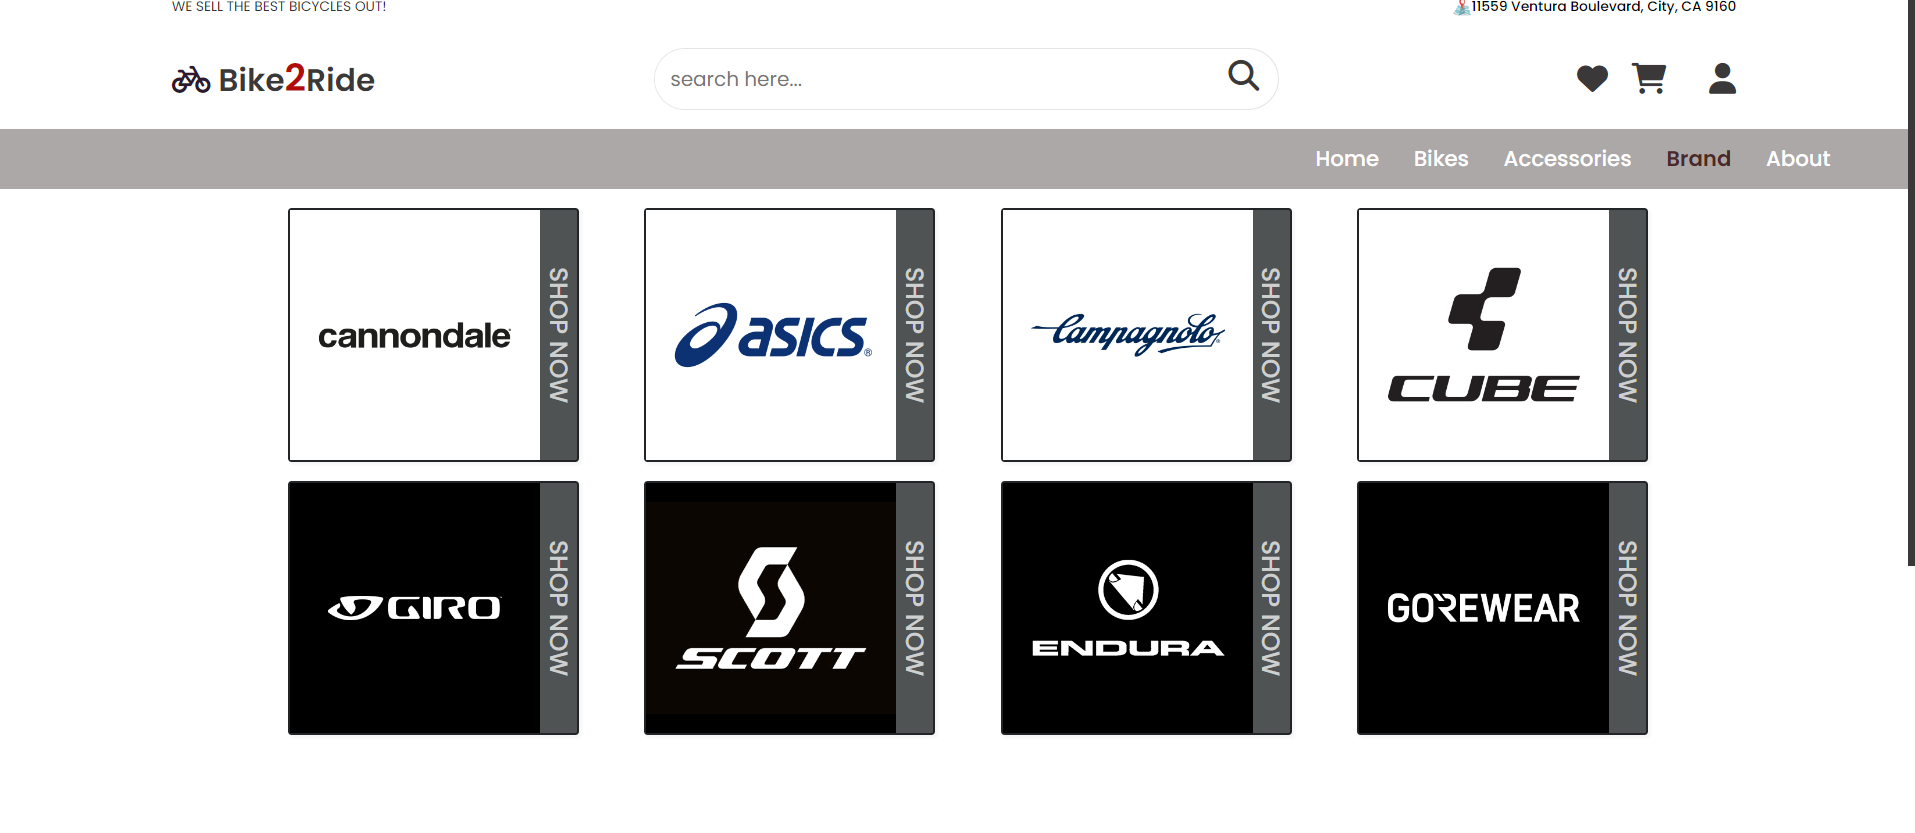 WE SELL THE BEST BICYCLES OUT!
11559 Ventura Boulevard, City, CA 9160
Bike2Ride
search here...
Home Bikes Accessories Brand About
cannondale
SHOP NOW
asics®
SHOP NOW
Campagnolo
SHOP NOW
CUBE
SHOP NOW
GIRO
SHOP NOW
SCOTT
SHOP NOW
ENDURA
SHOP NOW
GOREWEAR
SHOP NOW